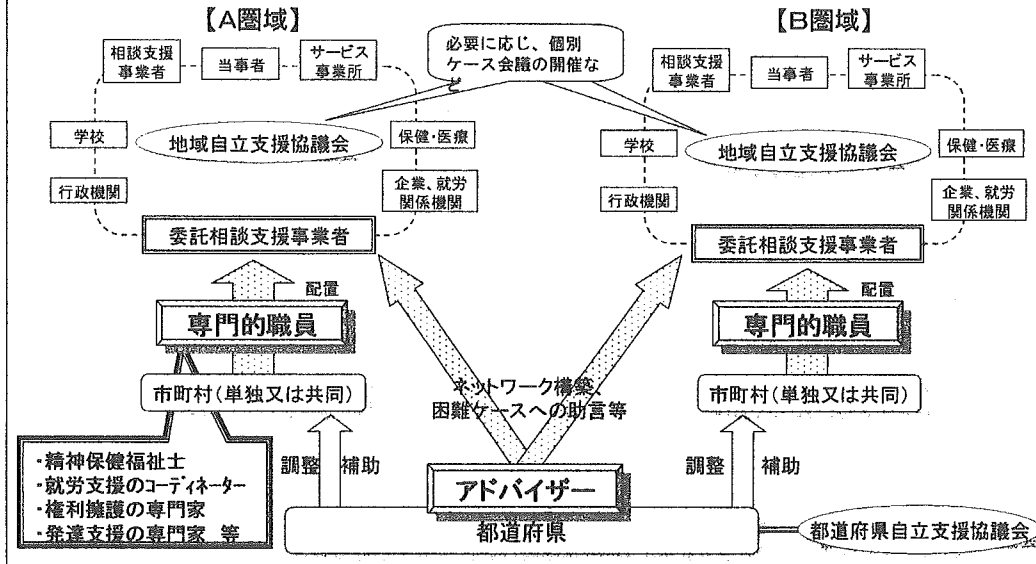 【A圏域】
【B圏域】
必要に応じ、個別
ケース会議の開催な
ど
相談支援
事業者
当事者
サービス
事業所
学校
地域自立支援協議会
保健・医療
行政機関
企業、就労
関係機関
委託相談支援事業者
配置
専門的職員
市町村(単独又は共同)
相談支援
事業者
当事者
サービス
事業所
学校
地域自立支援協議会
保健・医療
行政機関
企業、就労
関係機関
委託相談支援事業者
配置
専門的職員
市町村(単独又は共同)
ネットワーク構築、
困難ケースへの助言等
・精神保健福祉士
・就労支援のコーディネーター
・権利擁護の専門家
・発達支援の専門家 等
調整
補助
アドバイザー
都道府県
調整
補助
都道府県自立支援協議会